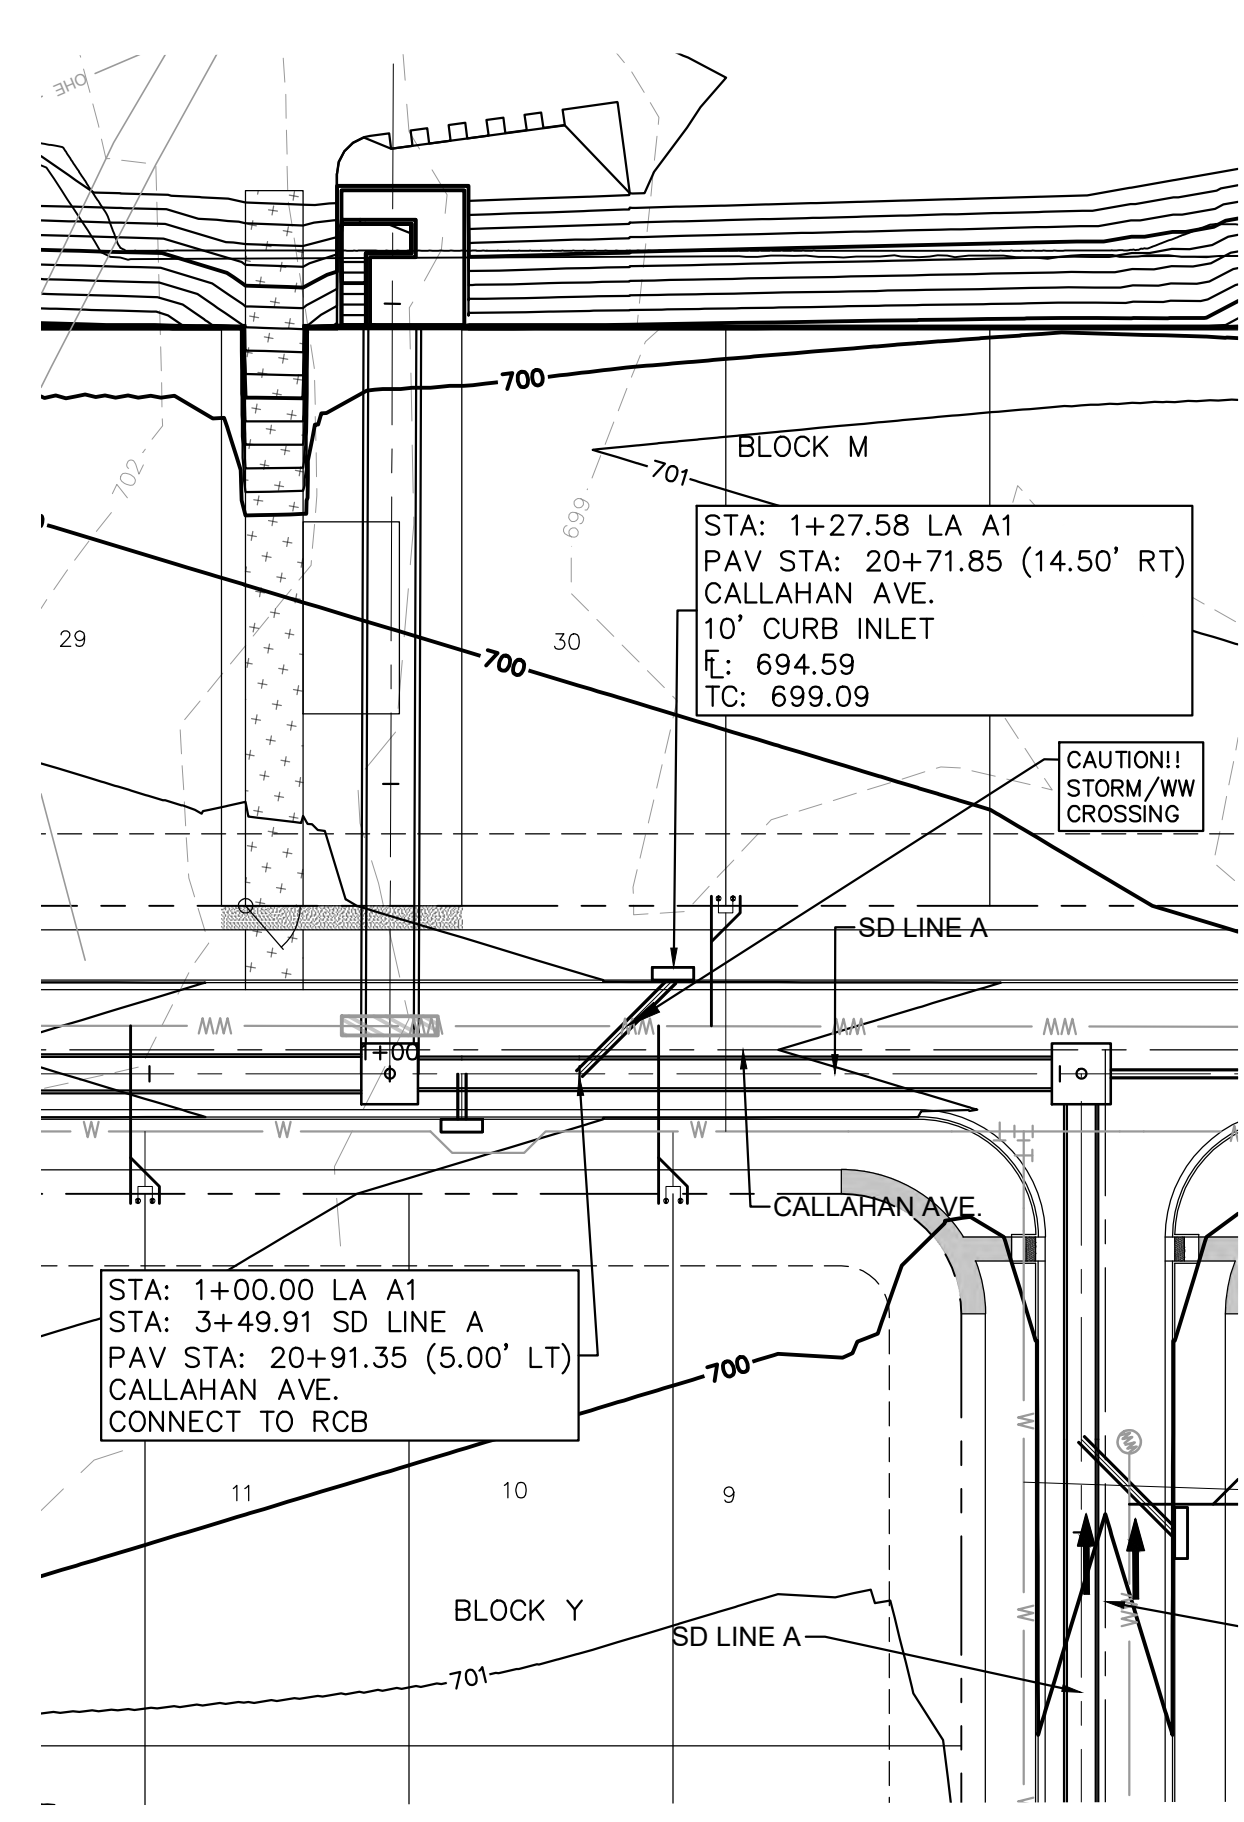 OHE
700
BLOCK M
702
701
699
STA: 1+27.58 LA A1
PAV STA: 20+71.85 (14.50' RT)
CALLAHAN AVE.
10' CURB INLET
FL: 694.59
TC: 699.09
29
30
700
CAUTION!!
STORM/WW
CROSSING
SD LINE A
WW
WW
WW
WW
WW
1+00
W
W
W
CALLAHAN AVE.
STA: 1+00.00 LA A1
STA: 3+49.91 SD LINE A
PAV STA: 20+91.35 (5.00' LT)
CALLAHAN AVE.
CONNECT TO RCB
700
W
WW
11
10
9
BLOCK Y
W
WW
SD LINE A
701
W